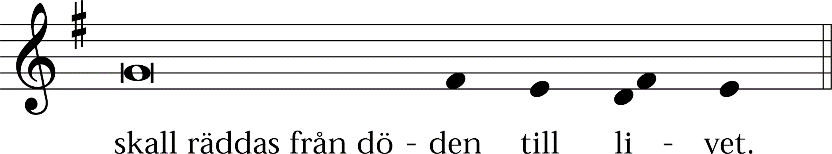 skall räddas från dö - den till li - vet.